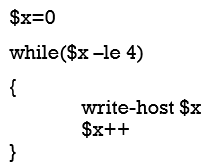 $x=0
while($x –le 4)
{
write-host $x
$x++
}